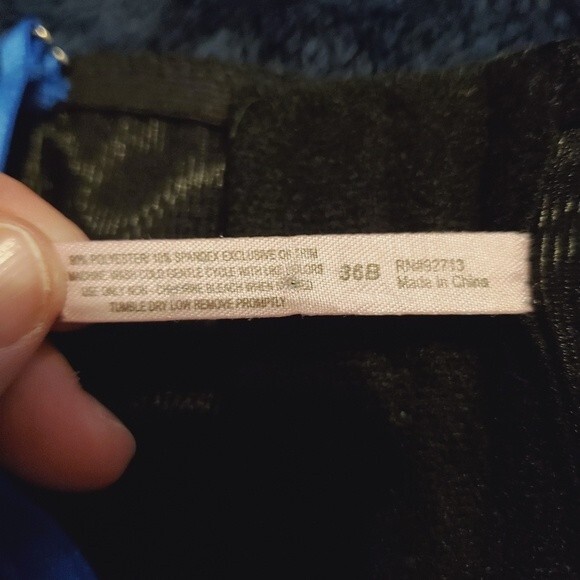 90% POLYESTER 10% SPANDEX EXCLUSIVE OF TRIM
MACHINE WASH COLD GENTLE CYCLE WITH LIKE COLORS
USE ONLY NON - CHLORINE BLEACH WHEN NEEDED
TUMBLE DRY LOW REMOVE PROMPTLY
36B
RN#92713
Made in China